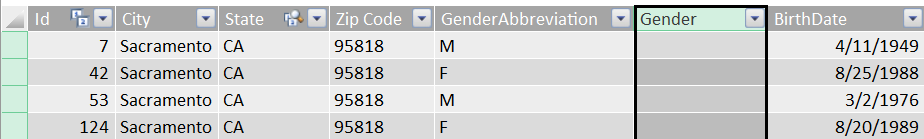 Id City State Zip Code GenderAbbreviation Gender BirthDate
7 Sacramento CA 95818 M 4/11/1949
42 Sacramento CA 95818 F 8/25/1988
53 Sacramento CA 95818 M 3/2/1976
124 Sacramento CA 95818 F 8/20/1989